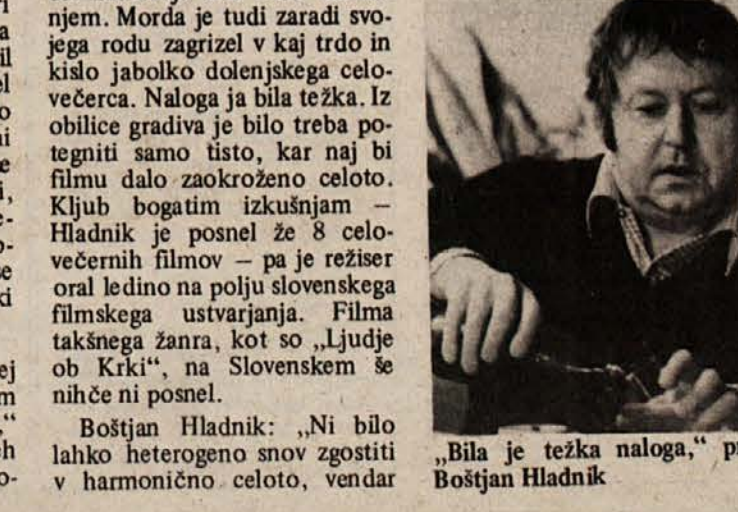 njem. Morda je tudi zaradi svo-
jega rodu zagrizel v kaj trdo in
kislo jabolko dolenjskega celo-
večerca. Naloga ja bila težka. Iz
obilice gradiva je bilo treba po-
tegniti samo tisto, kar naj bi
filmu dalo zaokroženo celoto.
Kljub bogatim izkušnjam –
Hladnik je posnel že 8 celo-
večernih filmov – pa je režiser
oral ledino na polju slovenskega
filmskega ustvarjanja. Filma
takšnega žanra, kot so „Ljudje
ob Krki“, na Slovenskem še
nihče ni posnel.
Boštjan Hladnik: „Ni bilo
lahko heterogeno snov zgostiti
v harmonično celoto, vendar
„Bila je težka naloga,“
Boštjan Hladnik